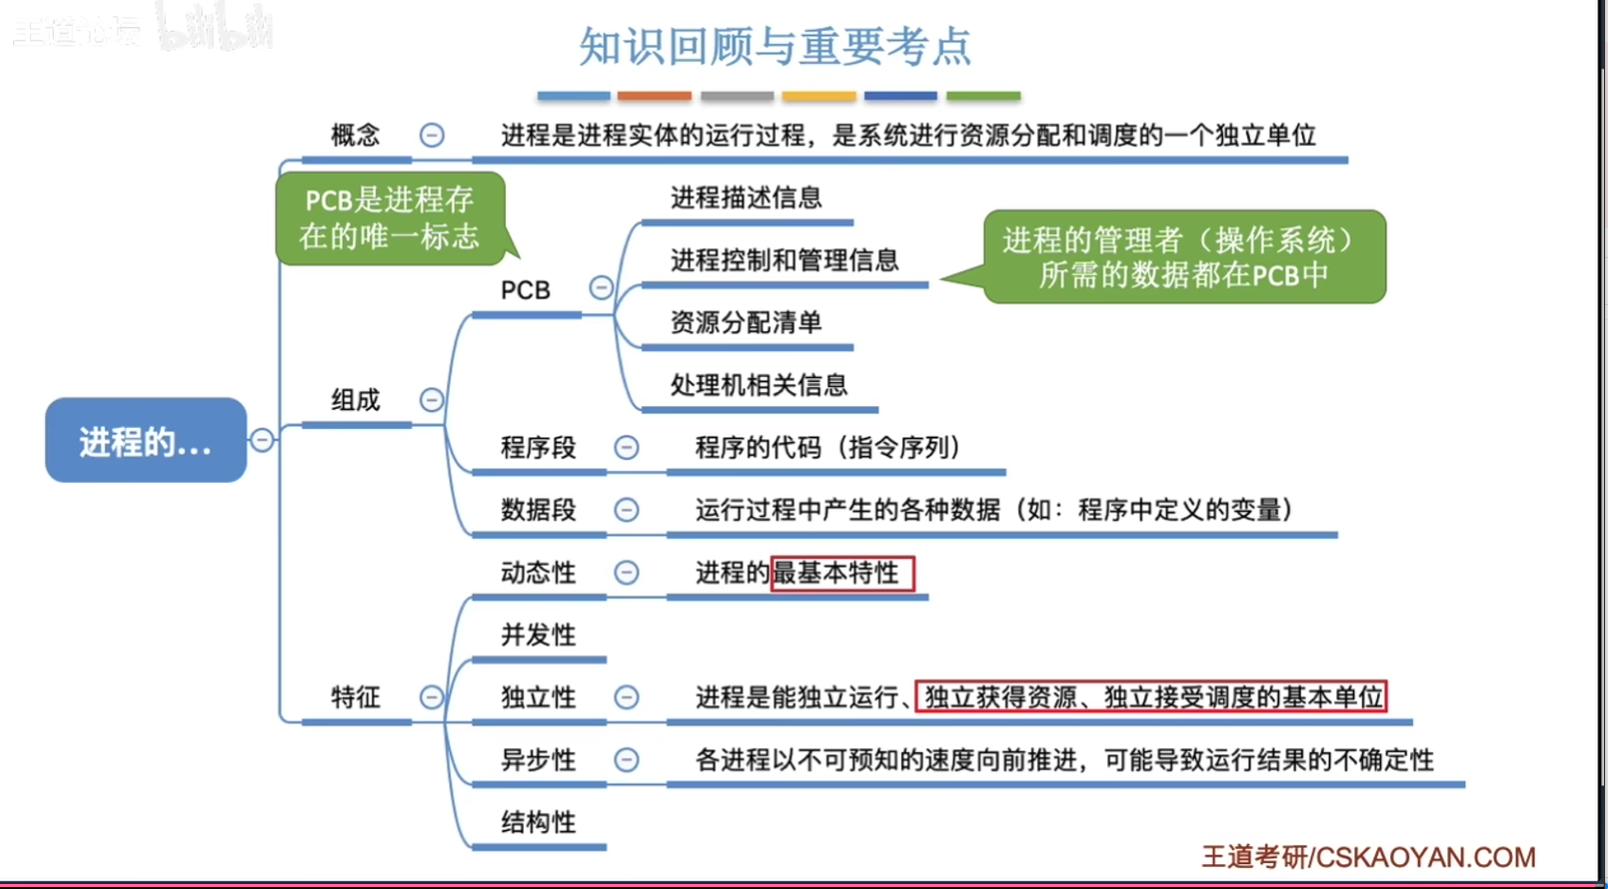 王道论坛 bilibili
知识回顾与重要考点
概念
进程是进程实体的运行过程，是系统进行资源分配和调度的一个独立单位
PCB是进程存
在的唯一标志
进程描述信息
进程控制和管理信息
进程的管理者（操作系统）
所需的数据都在PCB中
PCB
资源分配清单
处理机相关信息
组成
进程的...
程序段
程序的代码（指令序列）
数据段
运行过程中产生的各种数据（如：程序中定义的变量）
动态性
进程的最基本特性
并发性
特征
独立性
进程是能独立运行、独立获得资源、独立接受调度的基本单位
异步性
各进程以不可预知的速度向前推进，可能导致运行结果的不确定性
结构性
王道考研/CSKAOYAN.COM